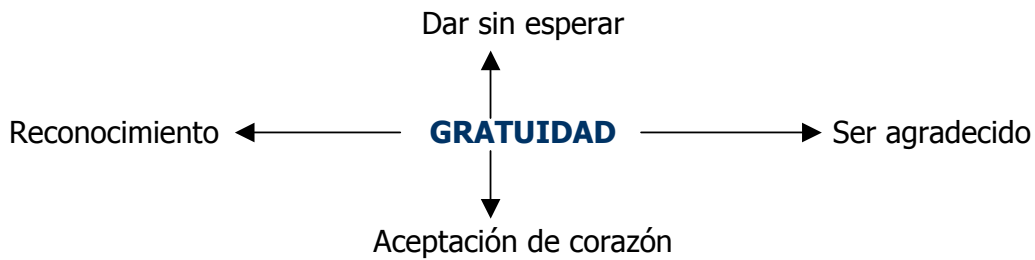 Dar sin esperar
Reconocimiento GRATUIDAD Ser agradecido
Aceptación de corazón